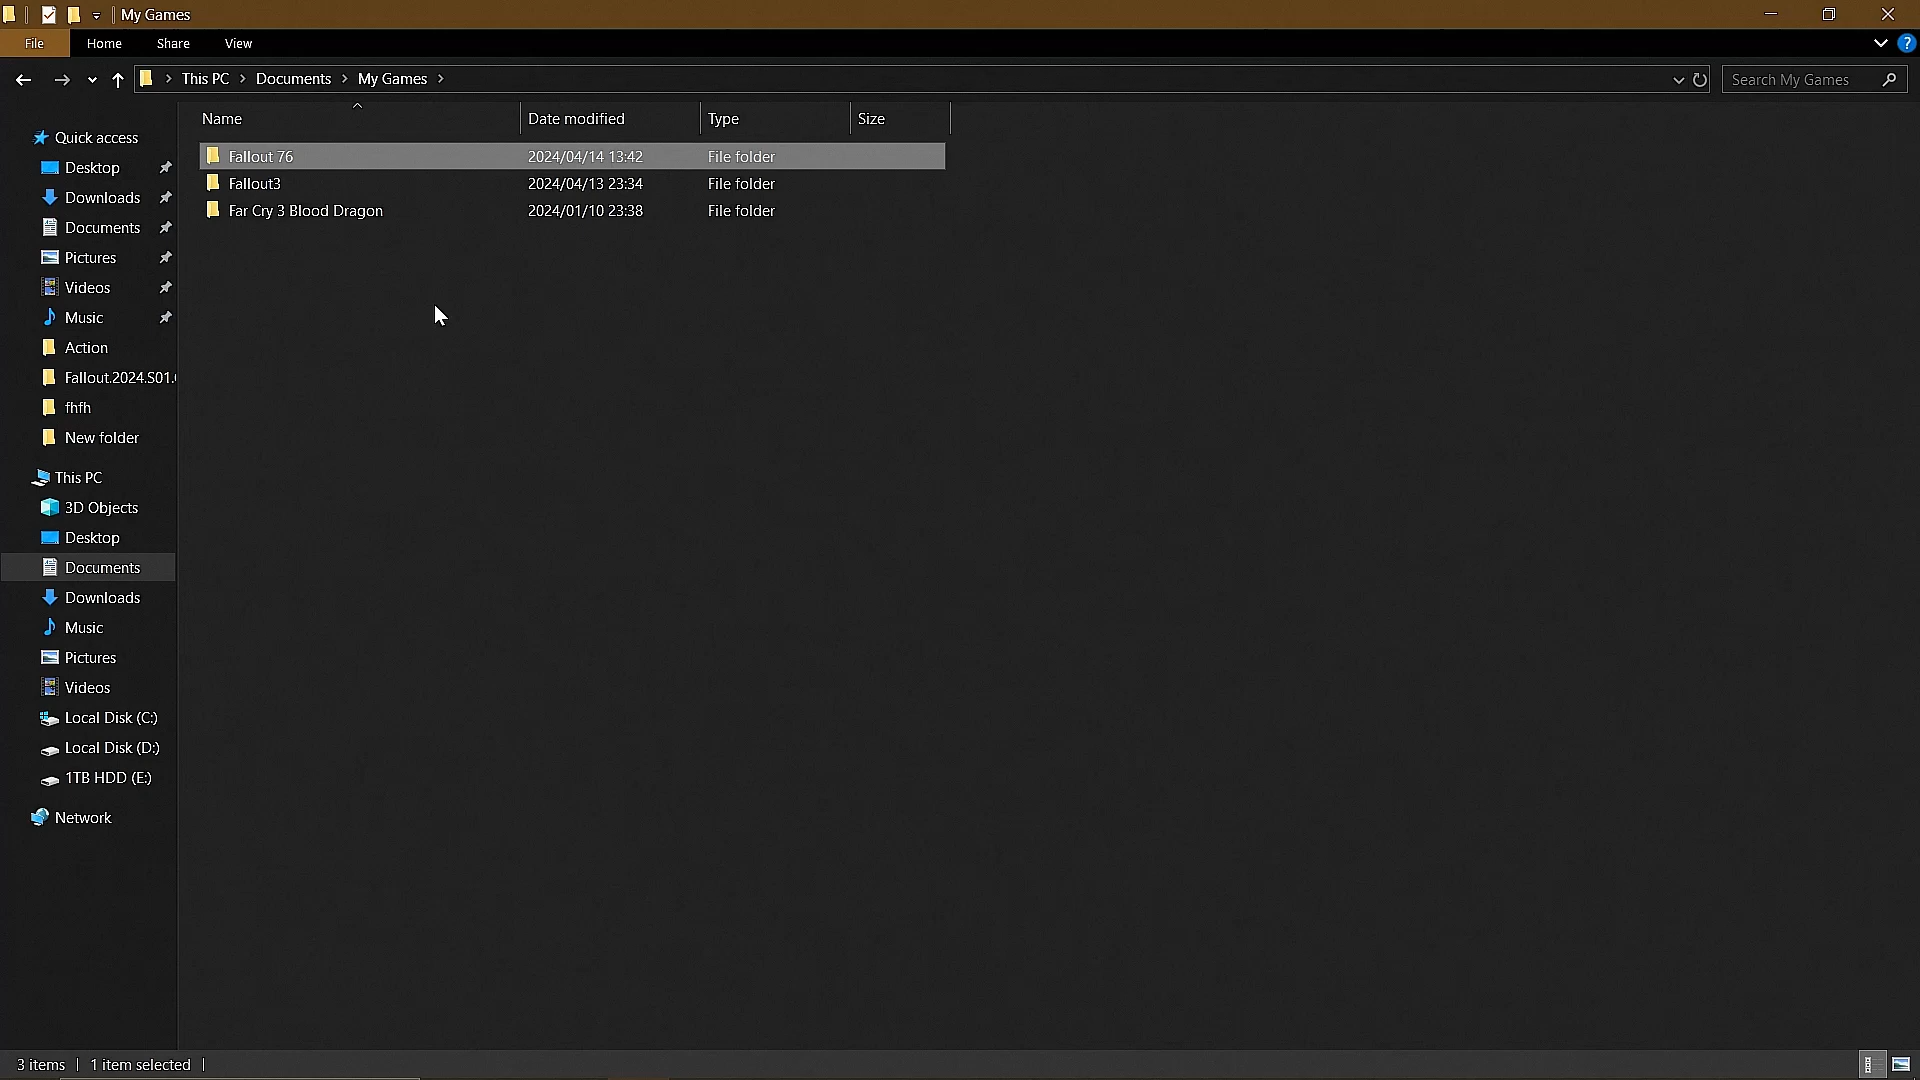 My Games
File Home Share View
?
This PC Documents My Games
Search My Games
Name Date modified Type Size
Fallout 76 2024/04/14 13:42 File folder
Fallout3 2024/04/13 23:34 File folder
Far Cry 3 Blood Dragon 2024/01/10 23:38 File folder
Quick access
Desktop
Downloads
Documents
Pictures
Videos
Music
Action
Fallout.2024.S01.
fhfh
New folder
This PC
3D Objects
Desktop
Documents
Downloads
Music
Pictures
Videos
Local Disk (C:)
Local Disk (D:)
1TB HDD (E:)
Network
3 items 1 item selected